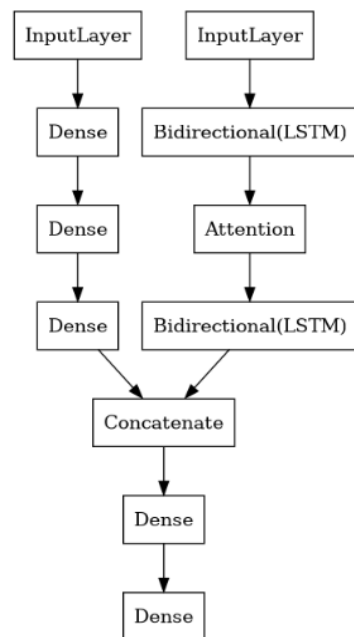 InputLayer InputLayer
Dense Bidirectional(LSTM)
Dense Attention
Dense Bidirectional(LSTM)
Concatenate
Dense
Dense